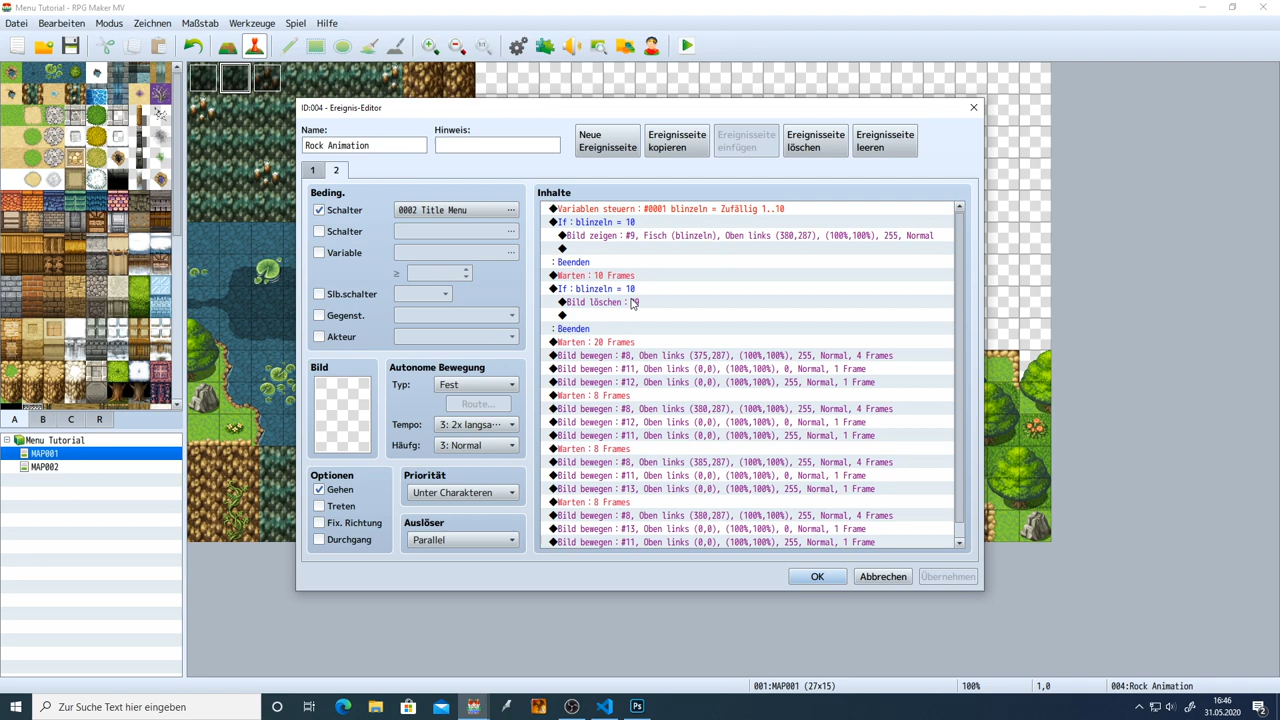 Menu Tutorial - RPG Maker MV
Datei Bearbeiten Modus Zeichnen Maßstab Werkzeuge Spiel Hilfe
ID:004 - Ereignis-Editor
Name:
Hinweis:
Rock Animation
Neue Ereignisseite
Ereignisseite kopieren
Ereignisseite einfügen
Ereignisseite löschen
Ereignisseite leeren
1 2
Beding.
Schalter 0002 Title Menu ...
Schalter ...
Variable ...
≥
Slb.schalter
Gegenst.
Akteur
Bild
Autonome Bewegung
Typ: Fest
Route...
Tempo: 3: 2x langsa···
Häufg: 3: Normal
Optionen
Gehen
Treten
Fix. Richtung
Durchgang
Priorität
Unter Charakteren
Auslöser
Parallel
Inhalte
◆Variablen steuern：#0001 blinzeln = Zufällig 1..10
◆If：blinzeln = 10
◆Bild zeigen：#9, Fisch (blinzeln), Oben links (380,287), (100%,100%), 255, Normal
◆
：Beenden
◆Warten：10 Frames
◆If：blinzeln = 10
◆Bild löschen：
◆
：Beenden
◆Warten：20 Frames
◆Bild bewegen：#8, Oben links (375,287), (100%,100%), 255, Normal, 4 Frames
◆Bild bewegen：#11, Oben links (0,0), (100%,100%), 0, Normal, 1 Frame
◆Bild bewegen：#12, Oben links (0,0), (100%,100%), 255, Normal, 1 Frame
◆Warten：8 Frames
◆Bild bewegen：#8, Oben links (380,287), (100%,100%), 255, Normal, 4 Frames
◆Bild bewegen：#12, Oben links (0,0), (100%,100%), 0, Normal, 1 Frame
◆Bild bewegen：#11, Oben links (0,0), (100%,100%), 255, Normal, 1 Frame
◆Warten：8 Frames
◆Bild bewegen：#8, Oben links (385,287), (100%,100%), 255, Normal, 4 Frames
◆Bild bewegen：#11, Oben links (0,0), (100%,100%), 0, Normal, 1 Frame
◆Bild bewegen：#13, Oben links (0,0), (100%,100%), 255, Normal, 1 Frame
◆Warten：8 Frames
◆Bild bewegen：#8, Oben links (380,287), (100%,100%), 255, Normal, 4 Frames
◆Bild bewegen：#13, Oben links (0,0), (100%,100%), 0, Normal, 1 Frame
◆Bild bewegen：#11, Oben links (0,0), (100%,100%), 255, Normal, 1 Frame
OK Abbrechen Übernehmen
A B C R
Menu Tutorial
MAP001
MAP002
001:MAP001 (27×15) 100% 1,0 004:Rock Animation
Zur Suche Text hier eingeben
Ps
16:46
31.05.2020
2